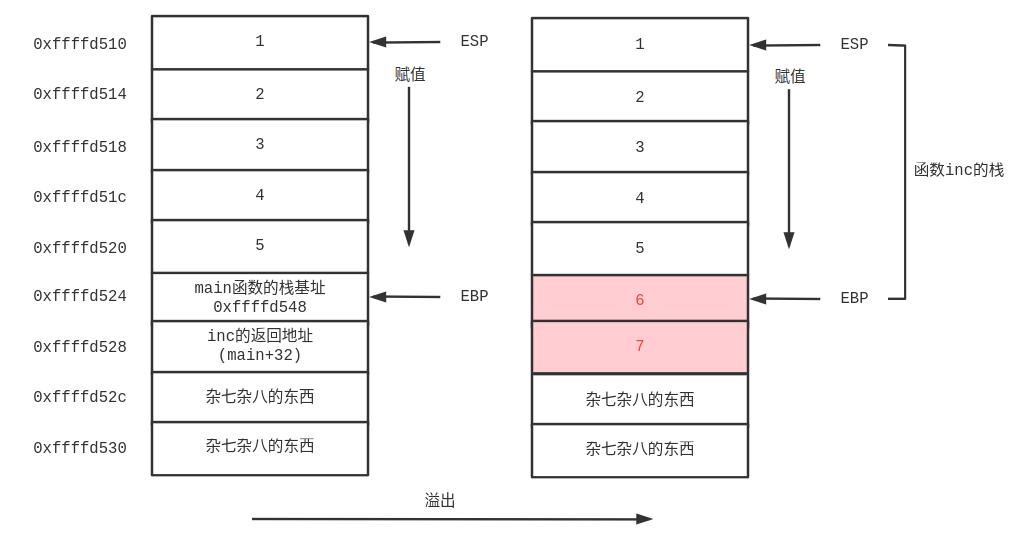 0xffffd510
1
ESP
1
ESP
赋值
赋值
0xffffd514
2
2
0xffffd518
3
3
函数inc的栈
0xffffd51c
4
4
0xffffd520
5
5
0xffffd524
main函数的栈基址
0xffffd548
EBP
6
EBP
0xffffd528
inc的返回地址
(main+32)
7
0xffffd52c
杂七杂八的东西
杂七杂八的东西
0xffffd530
杂七杂八的东西
杂七杂八的东西
溢出